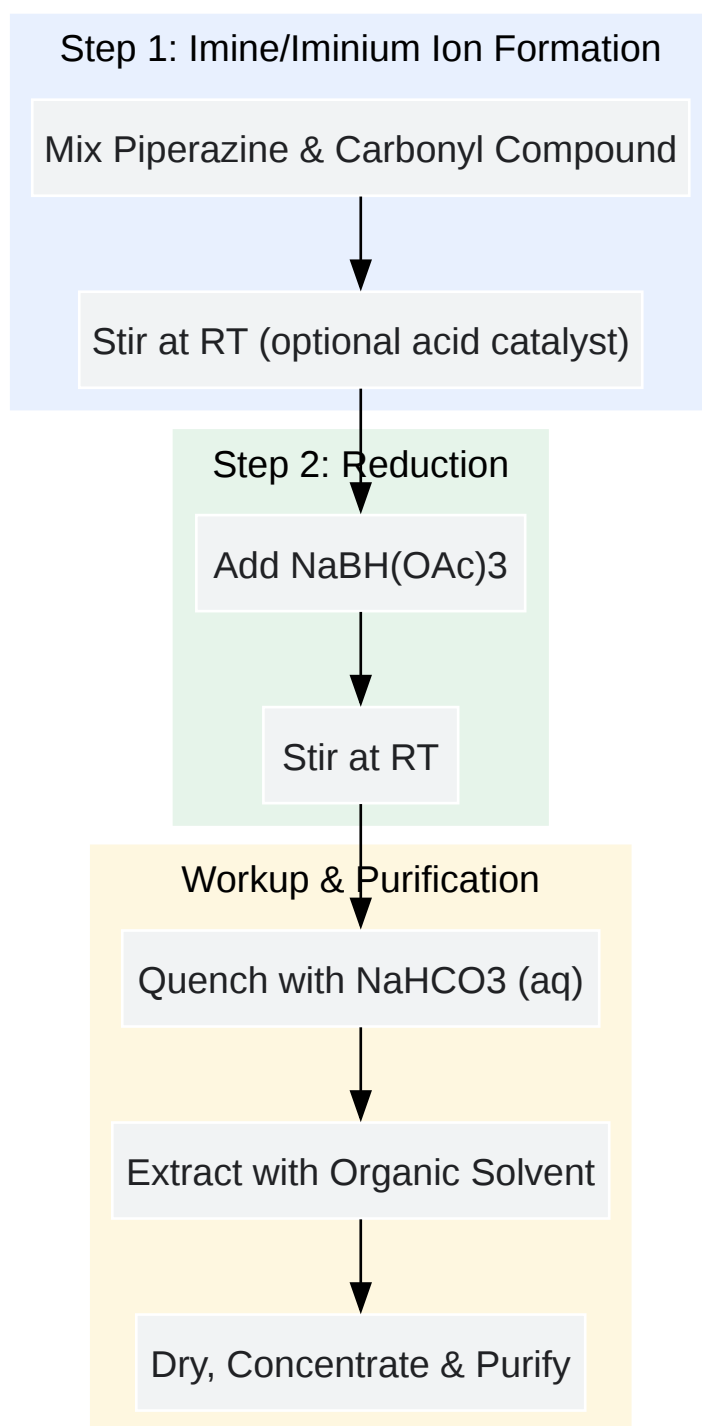 Step 1: Imine/Iminium Ion Formation
Mix Piperazine & Carbonyl Compound
Stir at RT (optional acid catalyst)
Step 2: Reduction
Add NaBH(OAc)3
Stir at RT
Workup & Purification
Quench with NaHCO3 (aq)
Extract with Organic Solvent
Dry, Concentrate & Purify